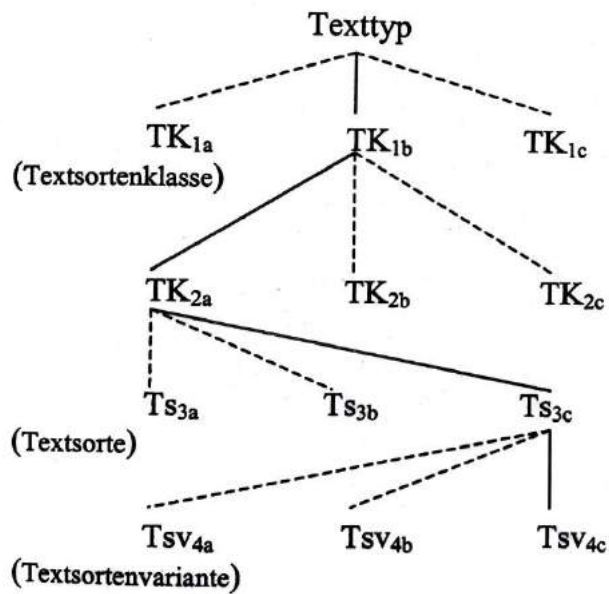 Texttyp
TK1a TK1b TK1c
(Textsortenklasse)
TK2a TK2b TK2c
Ts3a Ts3b Ts3c
(Textsorte)
Tsv4a Tsv4b Tsv4c
(Textsortenvariante)